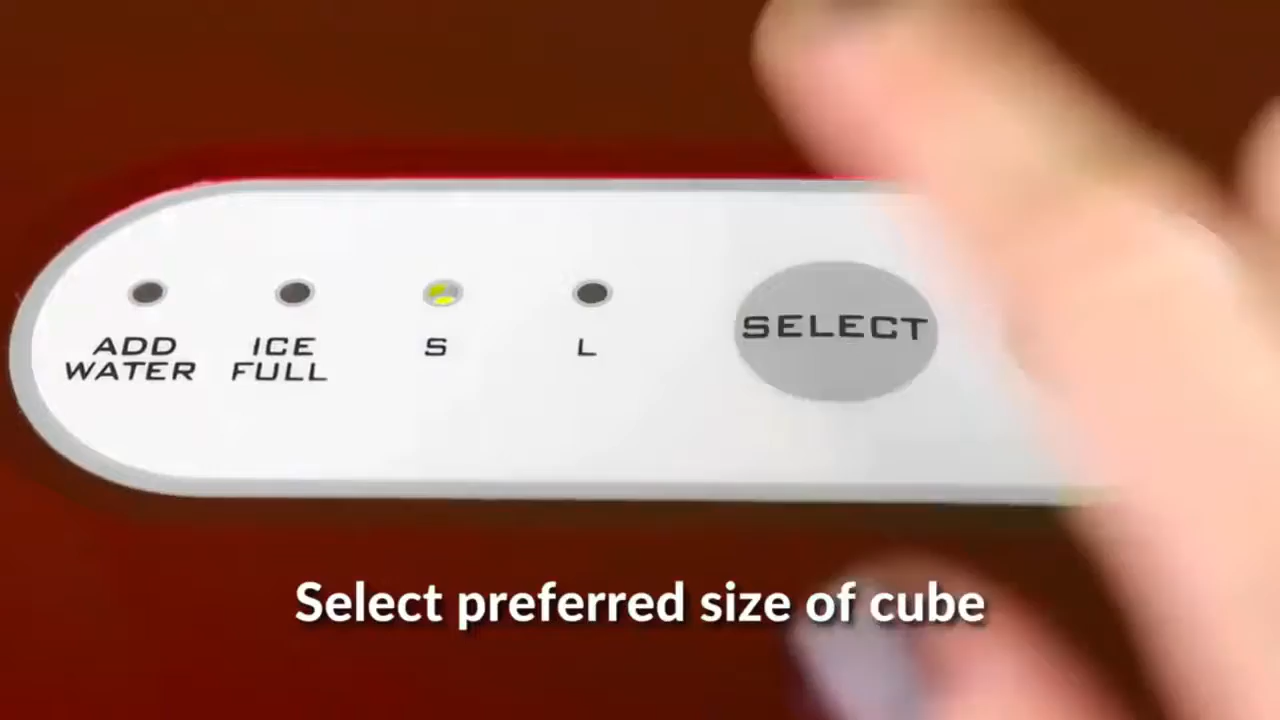 ADD
WATER
ICE
FULL
S
L
SELECT
Select preferred size of cube